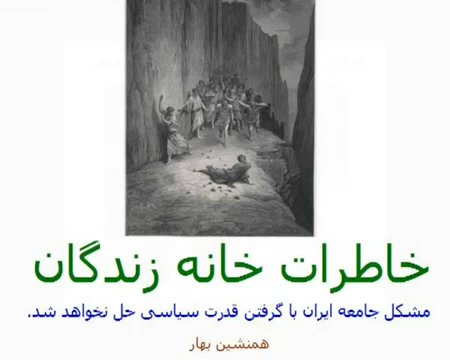 خاطرات خانه زندگان
مشکل جامعه ایران با گرفتن قدرت سیاسی حل نخواهد شد.
همنشین بهار